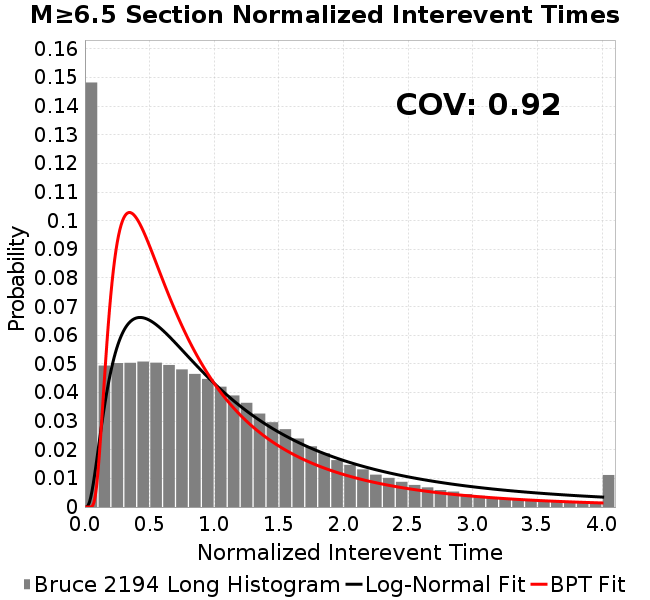 M≥6.5 Section Normalized Interevent Times
0.16
0.15
0.14
0.13
0.12
0.11
0.1
0.09
0.08
0.07
0.06
0.05
0.04
0.03
0.02
0.01
0
Probability
COV: 0.92
0.0 0.5 1.0 1.5 2.0 2.5 3.0 3.5 4.0
Normalized Interevent Time
Bruce 2194 Long Histogram Log-Normal Fit BPT Fit